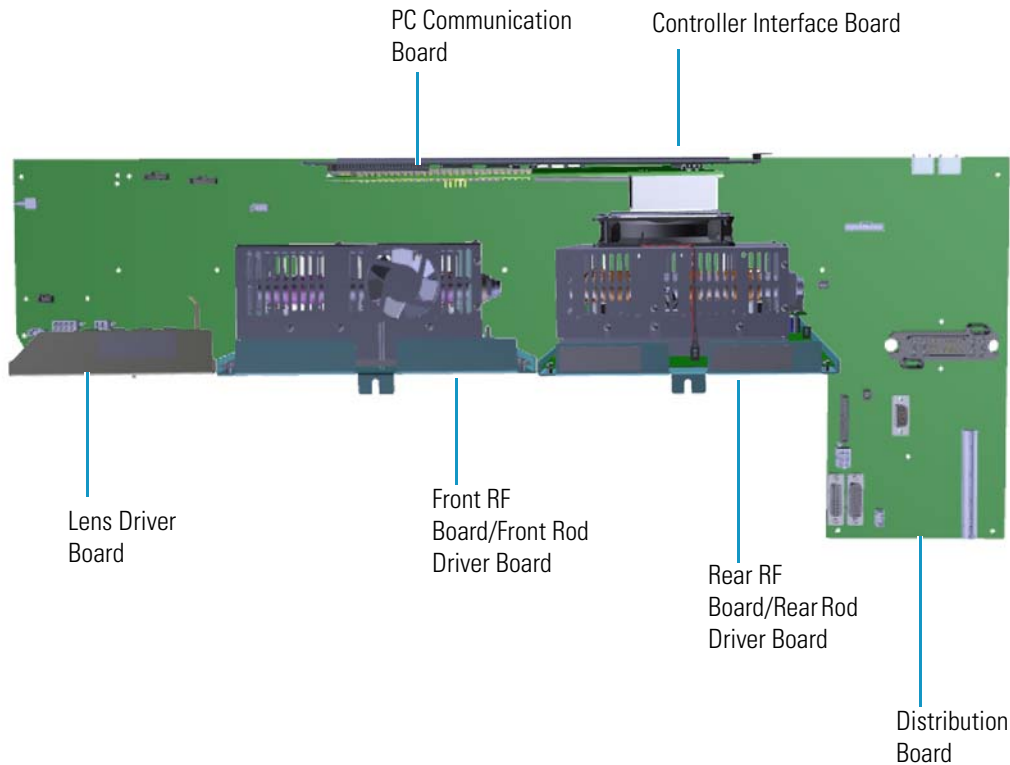 PC Communication
Board
Controller Interface Board
Lens Driver
Board
Front RF
Board/Front Rod
Driver Board
Rear RF
Board/Rear Rod
Driver Board
Distribution
Board